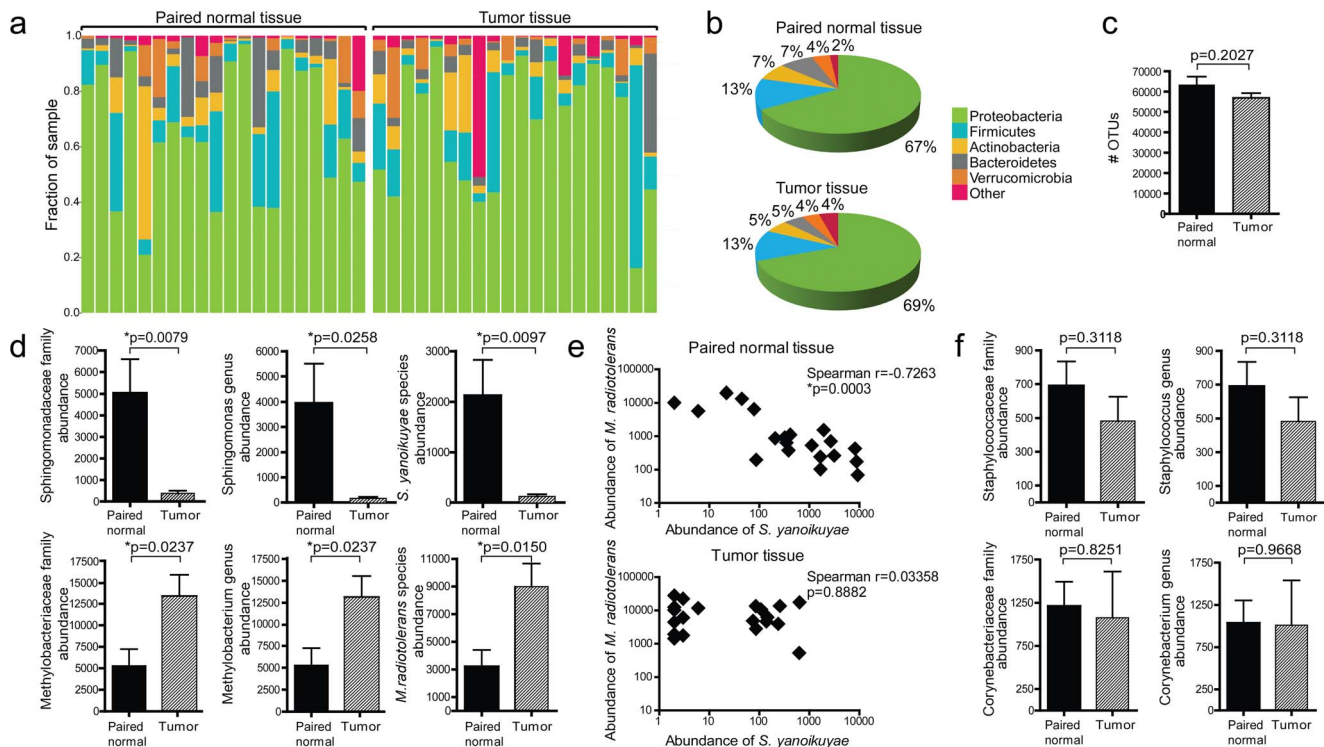 a
Paired normal tissue
Tumor tissue
Fraction of sample
1.0
0.8
0.6
0.4
0.2
0.0
b
Paired normal tissue
7%
7%
4%
2%
13%
67%
Tumor tissue
5%
5%
4%
4%
13%
69%
Proteobacteria
Firmicutes
Actinobacteria
Bacteroidetes
Verrucomicrobia
Other
c
p=0.2027
# OTUs
70000
60000
50000
40000
30000
20000
10000
0
Paired
normal
Tumor
d
*p=0.0079
Sphingomonadaceae family
abundance
7000
6000
5000
4000
3000
2000
1000
0
Paired
normal
Tumor
*p=0.0258
Sphingomonas genus
abundance
6000
5000
4000
3000
2000
1000
0
Paired
normal
Tumor
*p=0.0097
S. yanoikuyae species
abundance
3000
2000
1000
0
Paired
normal
Tumor
*p=0.0237
Methylobacteriaceae family
abundance
17500
15000
12500
10000
7500
5000
2500
0
Paired
normal
Tumor
*p=0.0237
Methylobacterium genus
abundance
17500
15000
12500
10000
7500
5000
2500
0
Paired
normal
Tumor
*p=0.0150
M.radiotolerans species
abundance
11000
9000
7000
5000
3000
1000
0
Paired
normal
Tumor
e
Paired normal tissue
Spearman r=-0.7263
*p=0.0003
Abundance of M. radiotolerans
100000
10000
1000
100
10
1
10
100
1000
10000
Abundance of S. yanoikuyae
Tumor tissue
Spearman r=0.03358
p=0.8882
Abundance of M. radiotolerans
100000
10000
1000
100
10
1
10
100
1000
10000
Abundance of S. yanoikuyae
f
p=0.3118
Staphylococcaceae family
abundance
900
750
600
450
300
150
0
Paired
normal
Tumor
p=0.3118
Staphylococcus genus
abundance
900
750
600
450
300
150
0
Paired
normal
Tumor
p=0.8251
Corynebacteriaceae family
abundance
1750
1250
750
250
Paired
normal
Tumor
p=0.9668
Corynebacterium genus
abundance
1750
1250
750
250
Paired
normal
Tumor